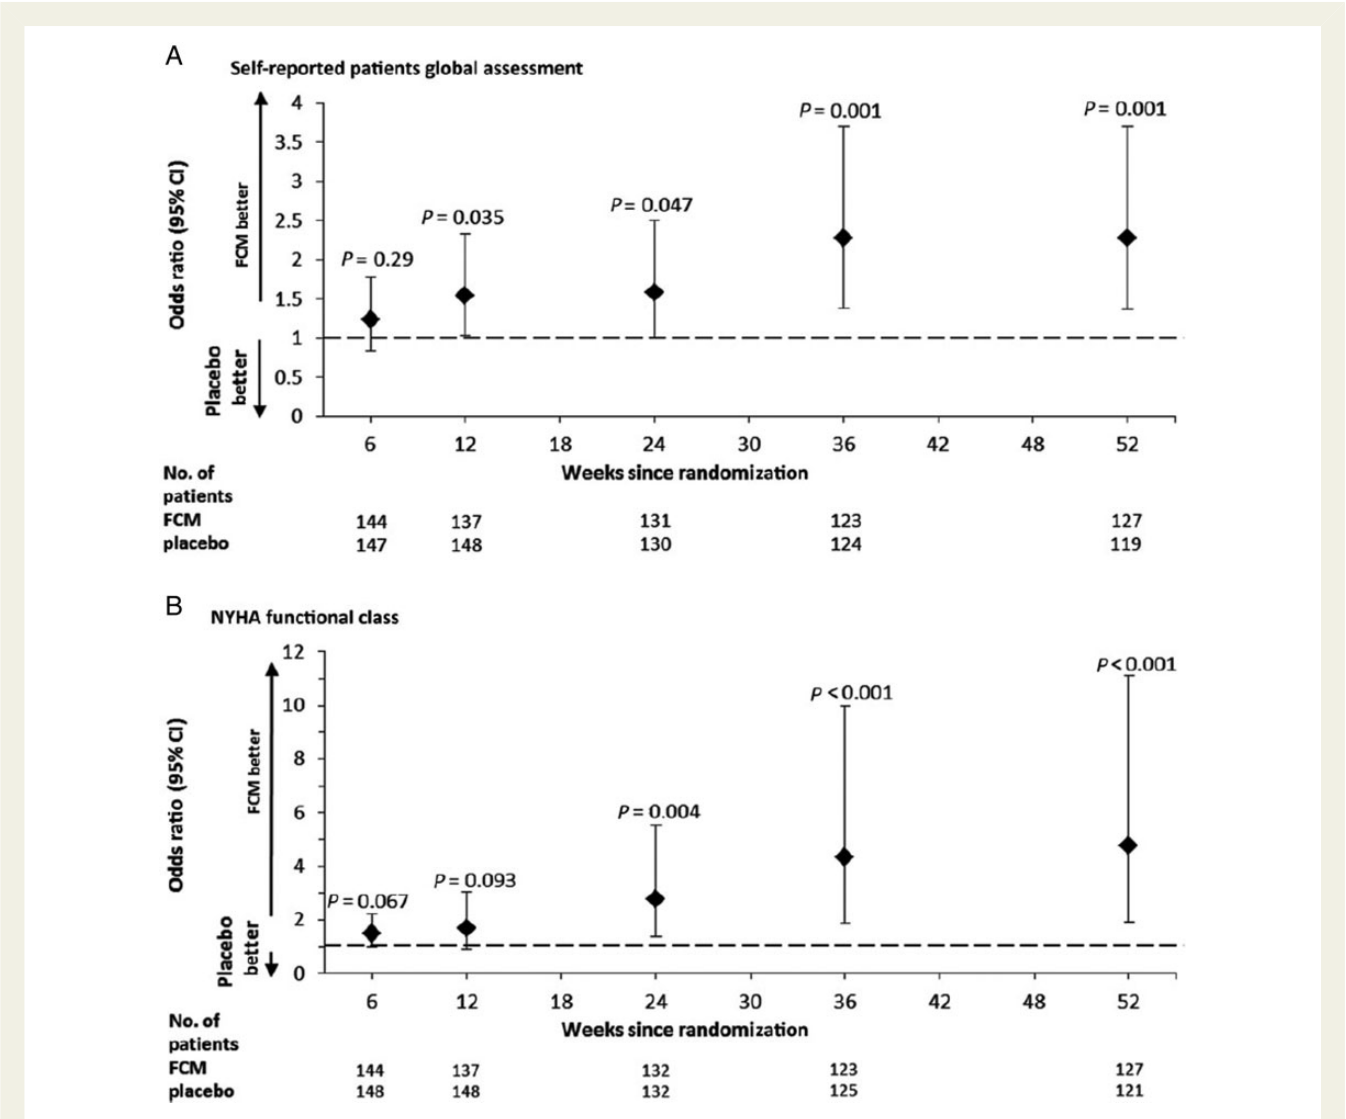 A
Self-reported patients global assessment
Odds ratio (95% CI)
FCM better
Placebo
better
4
3.5
3
2.5
2
1.5
1
0.5
0
P = 0.29
P = 0.035
P = 0.047
P = 0.001
P = 0.001
6 12 18 24 30 36 42 48 52
Weeks since randomization
No. of
patients
FCM 144 137 131 123 127
placebo 147 148 130 124 119
B
NYHA functional class
Odds ratio (95% CI)
FCM better
Placebo
better
12
10
8
6
4
2
0
P = 0.067
P = 0.093
P = 0.004
P < 0.001
P < 0.001
6 12 18 24 30 36 42 48 52
Weeks since randomization
No. of
patients
FCM 144 137 132 123 127
placebo 148 148 132 125 121